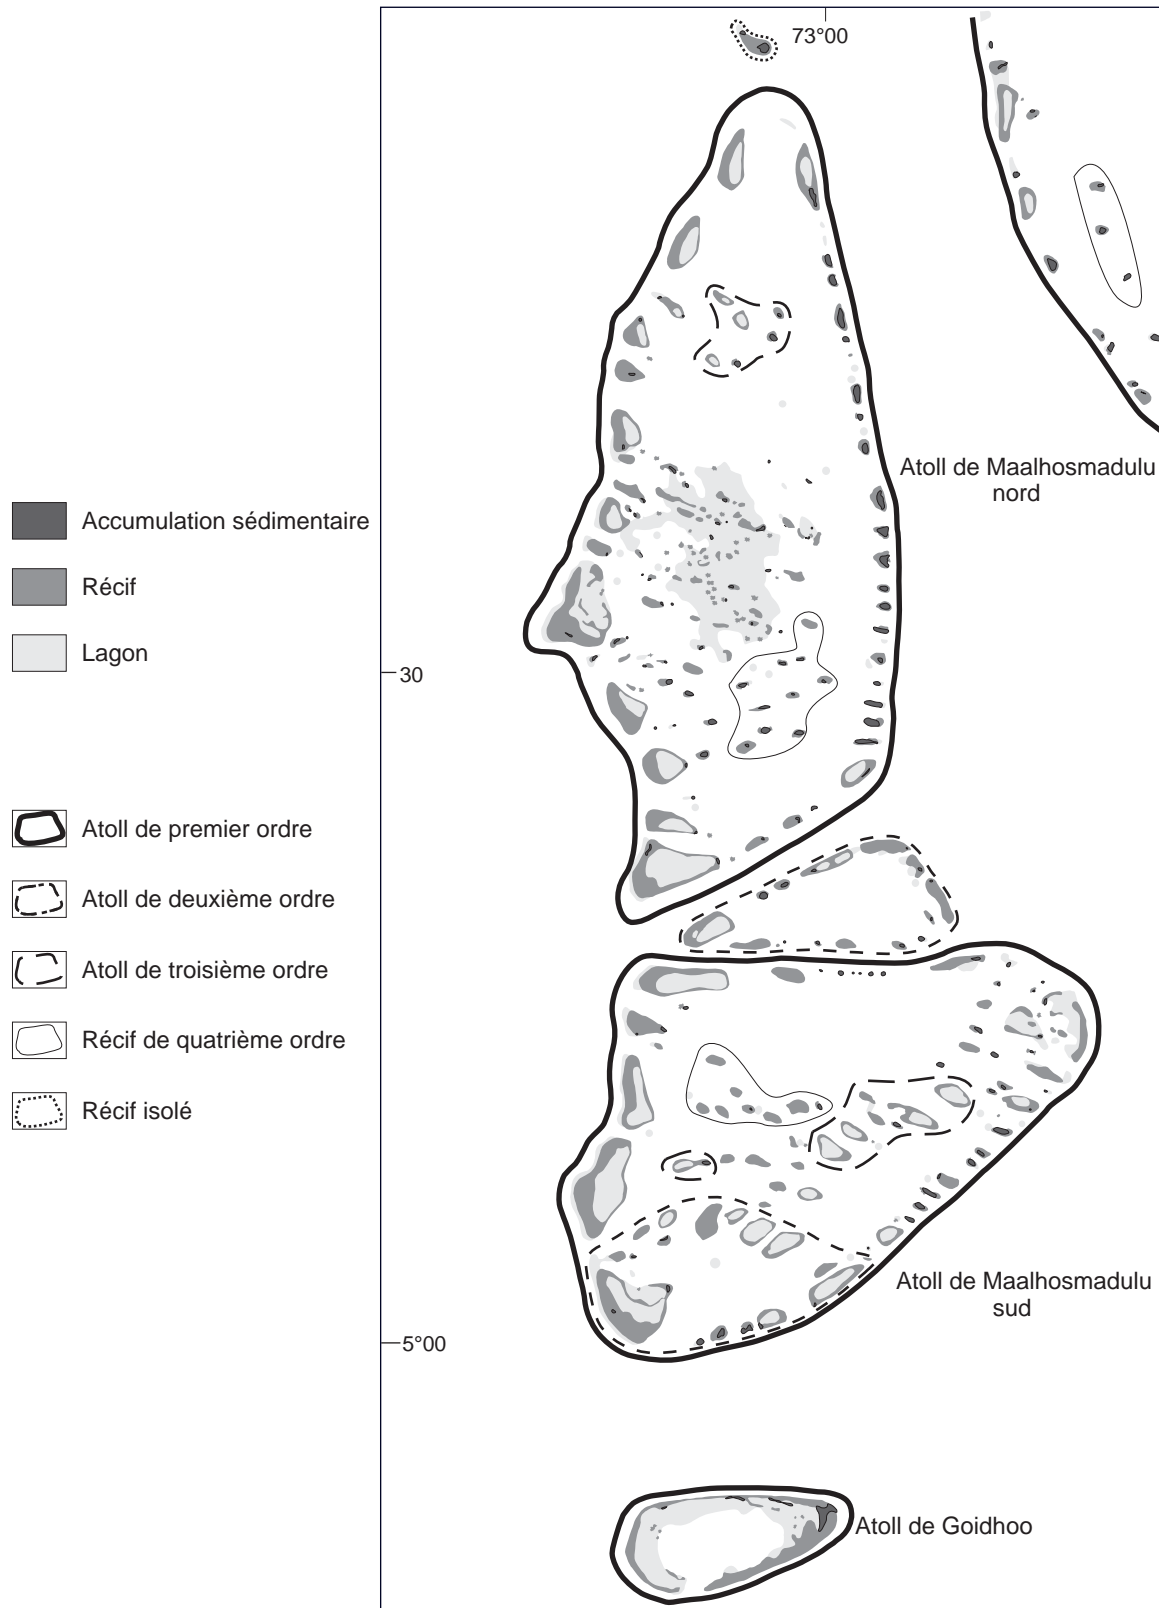 73°00
Atoll de Maalhosmadulu
nord
Accumulation sédimentaire
Récif
Lagon
30
Atoll de premier ordre
Atoll de deuxième ordre
Atoll de troisième ordre
Récif de quatrième ordre
Récif isolé
Atoll de Maalhosmadulu
sud
5°00
Atoll de Goidhoo